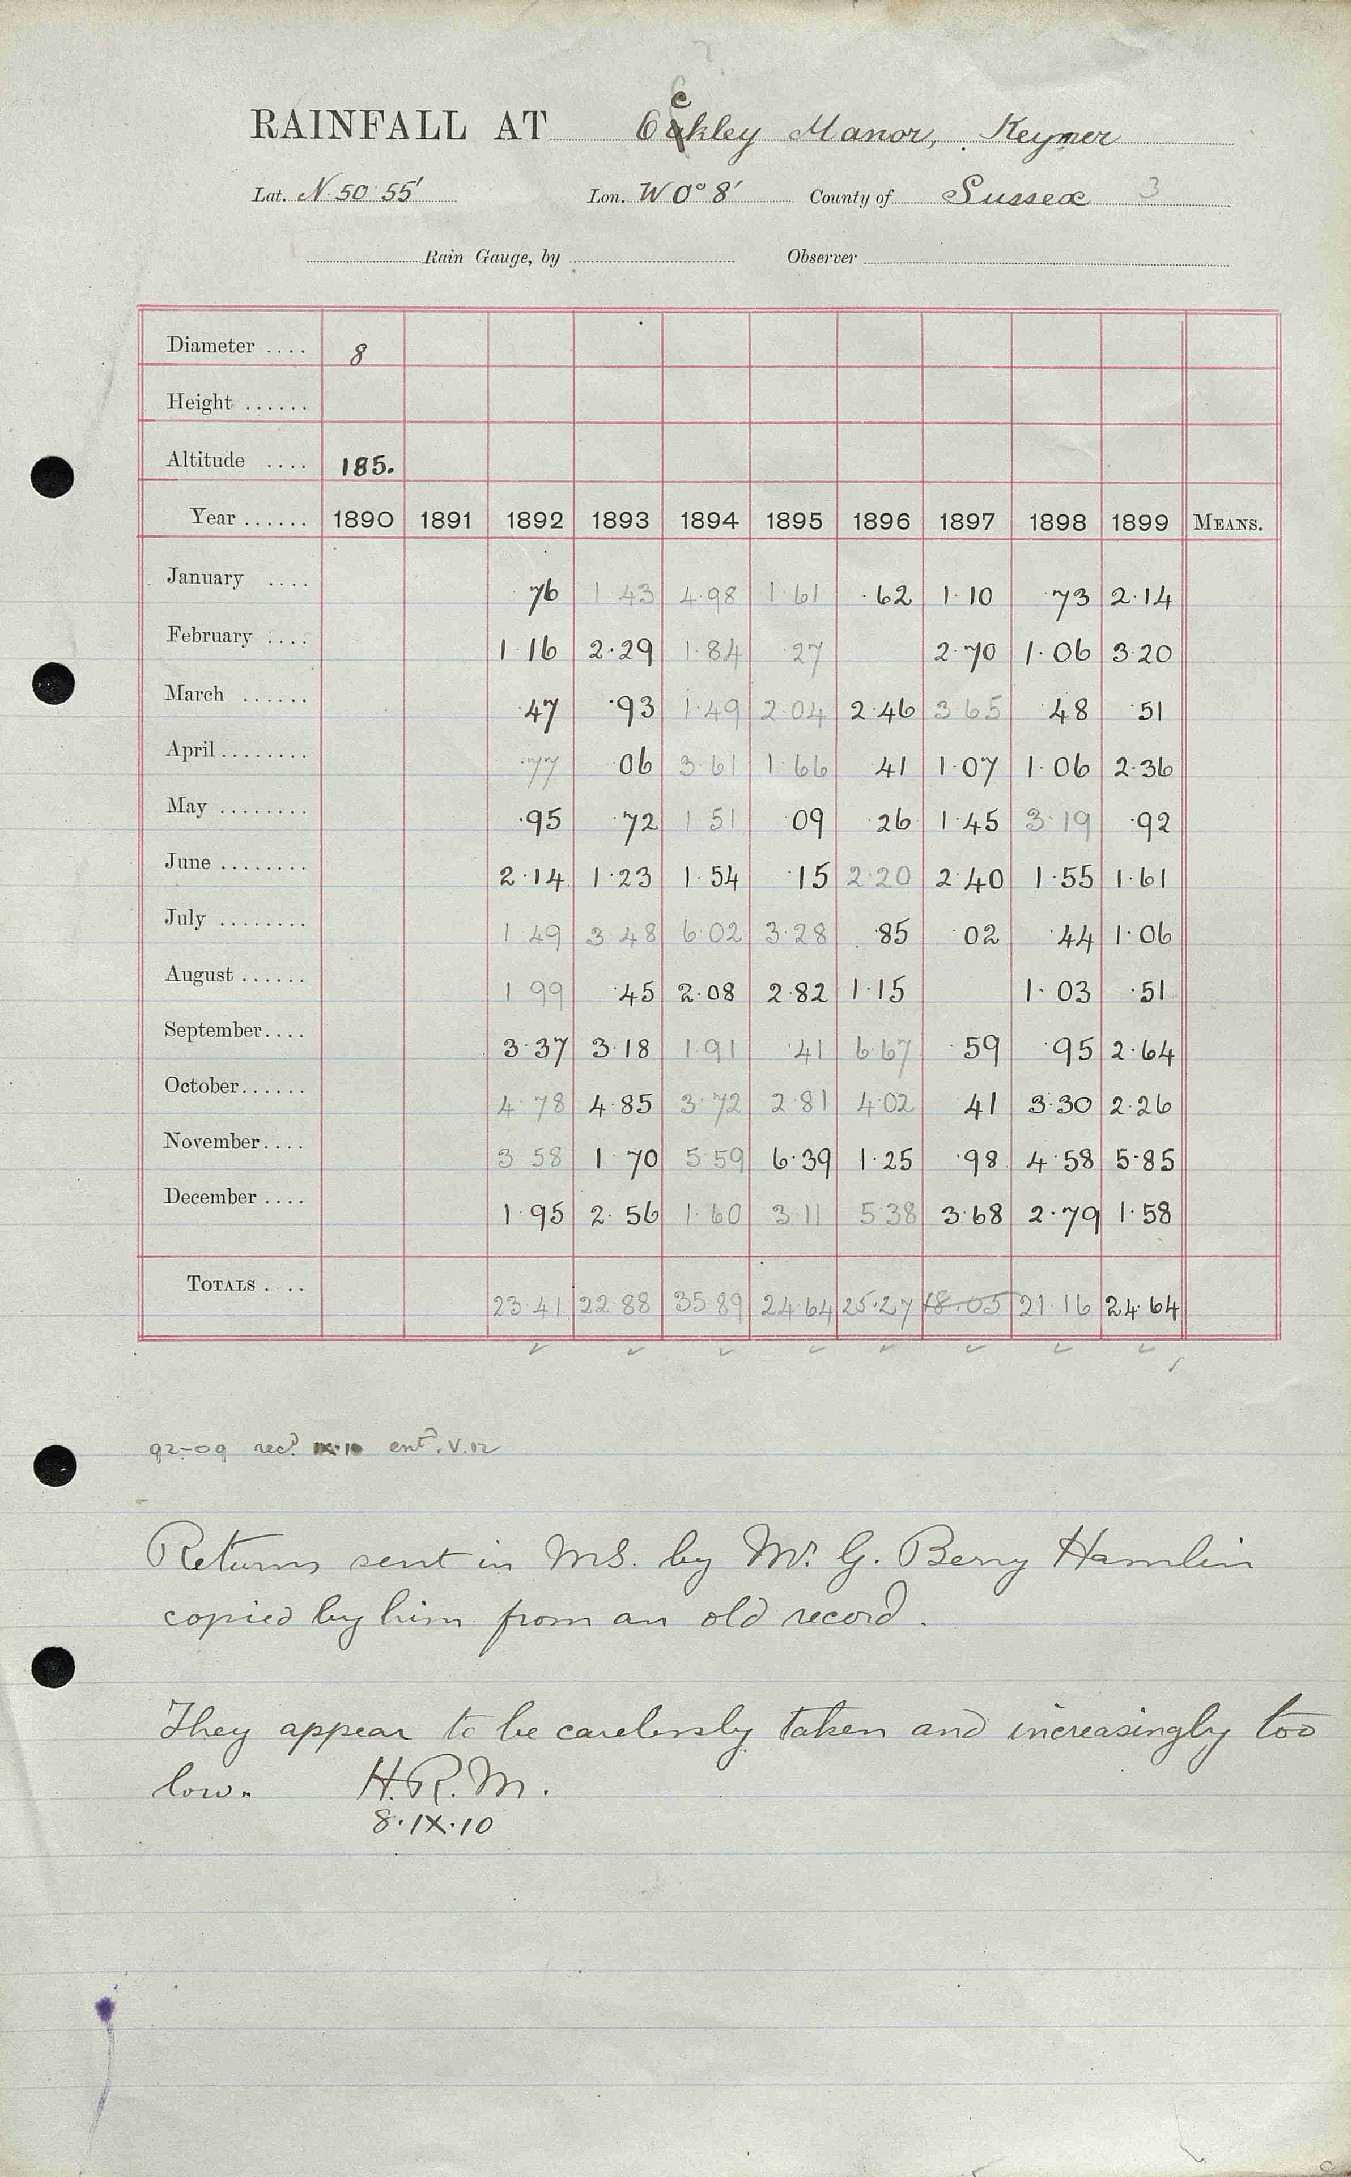 RAINFALL AT Ockley Manor, Keymer
Lat. N 50 55' Lon. W 0° 8' County of Sussex 3
Rain Gauge, by Observer
Diameter .... 8
Height ......
Altitude .... 185.
Year ...... 1890 1891 1892 1893 1894 1895 1896 1897 1898 1899 MEANS.
January .... ·76 1·43 4·98 1·61 ·62 1·10 ·73 2·14
February .... 1·16 2·29 1·84 ·27 2·70 1·06 3·20
March ...... ·47 ·93 1·49 2·04 2·46 3·65 ·48 ·51
April ........ ·77 ·06 3·61 1·66 ·41 1·07 1·06 2·36
May ........ ·95 ·72 1·51 ·09 ·26 1·45 3·19 ·92
June ........ 2·14 1·23 1·54 ·15 2·20 2·40 1·55 1·61
July ........ 1·49 3·48 6·02 3·28 ·85 ·02 ·44 1·06
August ...... 1·99 ·45 2·08 2·82 1·15 1·03 ·51
September.... 3·37 3·18 1·91 ·41 6·67 ·59 ·95 2·64
October...... 4·78 4·85 3·72 2·81 4·02 ·41 3·30 2·26
November.... 3·58 1·70 5·59 6·39 1·25 ·98 4·58 5·85
December .... 1·95 2·56 1·60 3·11 5·38 3·68 2·79 1·58
TOTALS .... 23·41 22·88 35·89 24·64 25·27 18·05 21·16 24·64
92-09 recd. IX·10 entd. V.12
Returns sent in MS. by Mr. G. Berry Hamlin
copied by him from an old record.
They appear to be carelessly taken and increasingly too
low. H.R.M.
8·IX·10